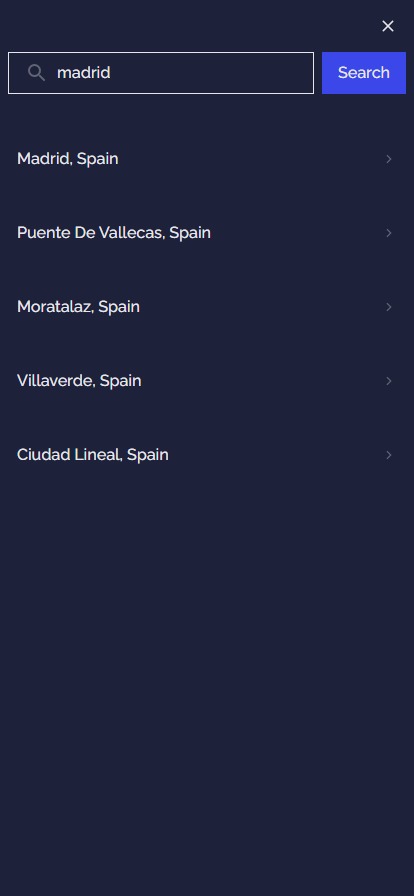 madrid
Search
Madrid, Spain
Puente De Vallecas, Spain
Moratalaz, Spain
Villaverde, Spain
Ciudad Lineal, Spain